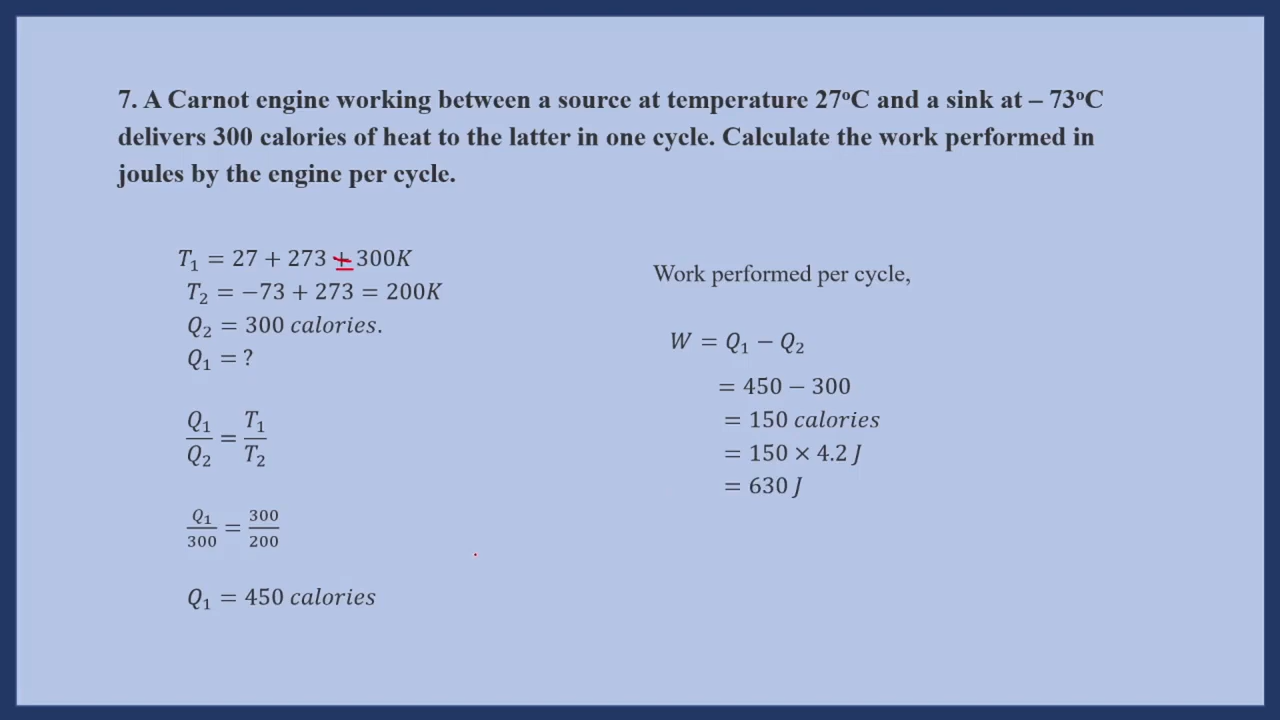 7. A Carnot engine working between a source at temperature 27°C and a sink at – 73°C
delivers 300 calories of heat to the latter in one cycle. Calculate the work performed in
joules by the engine per cycle.
T₁ = 27 + 273 + 300K
T₂ = −73 + 273 = 200K
Q₂ = 300 calories.
Q₁ = ?
Q₁/Q₂ = T₁/T₂
Q₁/300 = 300/200
Q₁ = 450 calories
Work performed per cycle,
W = Q₁ − Q₂
= 450 − 300
= 150 calories
= 150 × 4.2 J
= 630 J